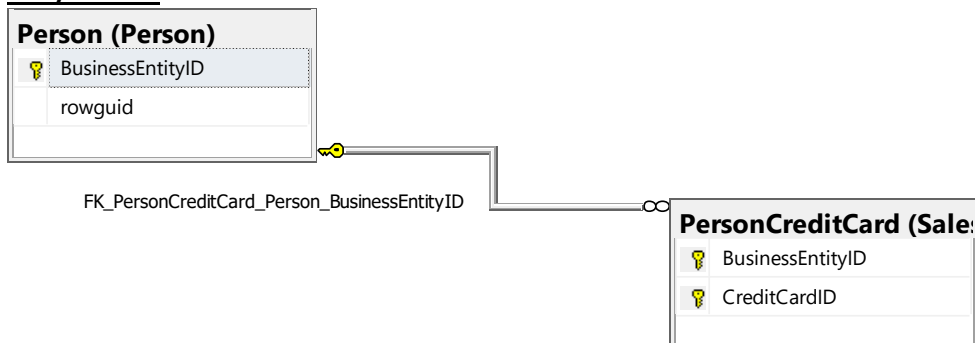 Person (Person)
BusinessEntityID
rowguid
FK_PersonCreditCard_Person_BusinessEntityID
PersonCreditCard (Sales
BusinessEntityID
CreditCardID